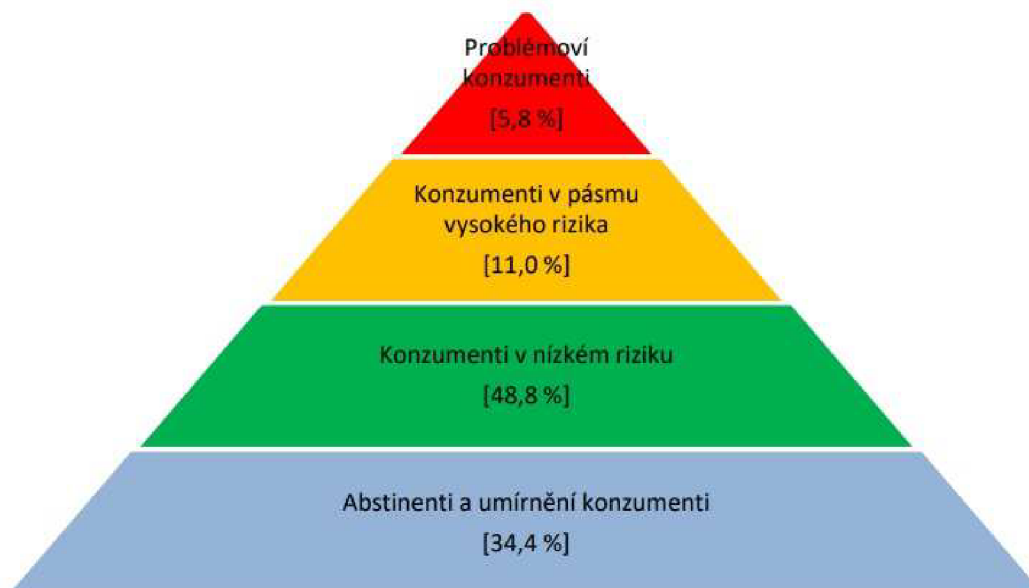 Problémoví
konzumenti
[5,8 %]
Konzumenti v pásmu
vysokého rizika
[11,0 %]
Konzumenti v nízkém riziku
[48,8 %]
Abstinenti a umírnění konzumenti
[34,4 %]